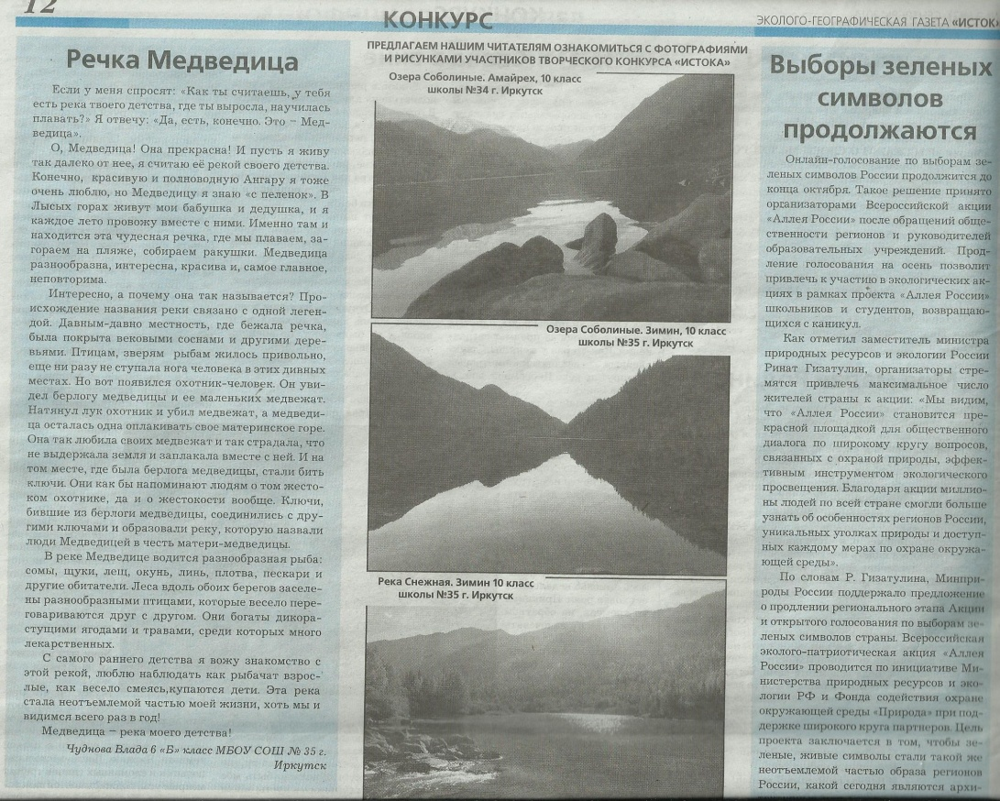 12
КОНКУРС
ЭКОЛОГО-ГЕОГРАФИЧЕСКАЯ ГАЗЕТА «ИСТОК»
Речка Медведица
Если у меня спросят: «Как ты считаешь, у тебя
есть река твоего детства, где ты выросла, научилась
плавать?» Я отвечу: «Да, есть, конечно. Это – Мед-
ведица».
О, Медведица! Она прекрасна! И пусть я живу
так далеко от нее, я считаю её рекой своего детства.
Конечно, красивую и полноводную Ангару я тоже
очень люблю, но Медведицу я знаю «с пеленок». В
Лысых горах живут мои бабушка и дедушка, и я
каждое лето провожу вместе с ними. Именно там и
находится эта чудесная речка, где мы плаваем, за-
гораем на пляже, собираем ракушки. Медведица
разнообразна, интересна, красива и, самое главное,
неповторима.
Интересно, а почему она так называется? Про-
исхождение названия реки связано с одной леген-
дой. Давным-давно местность, где бежала речка,
была покрыта вековыми соснами и другими дере-
вьями. Птицам, зверям рыбам жилось привольно,
еще ни разу не ступала нога человека в этих дивных
местах. Но вот появился охотник-человек. Он уви-
дел берлогу медведицы и ее маленьких медвежат.
Натянул лук охотник и убил медвежат, а медведи-
ца осталась одна оплакивать свое материнское горе.
Она так любила своих медвежат и так страдала, что
не выдержала земля и заплакала вместе с ней. И на
том месте, где была берлога медведицы, стали бить
ключи. Они как бы напоминают людям о том жесто-
ком охотнике, да и о жестокости вообще. Ключи,
бившие из берлоги медведицы, соединились с дру-
гими ключами и образовали реку, которую назвали
люди Медведицей в честь матери-медведицы.
В реке Медведице водится разнообразная рыба:
сомы, щуки, лещ, окунь, линь, плотва, пескари и
другие обитатели. Леса вдоль обоих берегов заселе-
ны разнообразными птицами, которые весело пере-
говариваются друг с другом. Они богаты дикора-
стущими ягодами и травами, среди которых много
лекарственных.
С самого раннего детства я вожу знакомство с
этой рекой, люблю наблюдать как рыбачат взрос-
лые, как весело смеясь,купаются дети. Эта река
стала неотъемлемой частью моей жизни, хоть мы и
видимся всего раз в год!
Медведица – река моего детства!
Чуднова Влада 6 «Б» класс МБОУ СОШ № 35 г.
Иркутск
ПРЕДЛАГАЕМ НАШИМ ЧИТАТЕЛЯМ ОЗНАКОМИТЬСЯ С ФОТОГРАФИЯМИ
И РИСУНКАМИ УЧАСТНИКОВ ТВОРЧЕСКОГО КОНКУРСА «ИСТОКА»
Озера Соболиные. Амайрех, 10 класс
школы №34 г. Иркутск
Озера Соболиные. Зимин, 10 класс
школы №35 г. Иркутск
Река Снежная. Зимин 10 класс
школы №35 г. Иркутск
Выборы зеленых
символов
продолжаются
Онлайн-голосование по выборам зе-
леных символов России продолжится до
конца октября. Такое решение принято
организаторами Всероссийской акции
«Аллея России» после обращений обще-
ственности регионов и руководителей
образовательных учреждений. Прод-
ление голосования на осень позволит
привлечь к участию в экологических ак-
циях в рамках проекта «Аллея России»
школьников и студентов, возвращаю-
щихся с каникул.
Как отметил заместитель министра
природных ресурсов и экологии России
Ринат Гизатулин, организаторы стре-
мятся привлечь максимальное число
жителей страны к акции: «Мы видим,
что «Аллея России» становится пре-
красной площадкой для общественного
диалога по широкому кругу вопросов,
связанных с охраной природы, эффек-
тивным инструментом экологического
просвещения. Благодаря акции миллио-
ны людей по всей стране смогли больше
узнать об особенностях регионов России,
уникальных уголках природы и доступ-
ных каждому мерах по охране окружа-
ющей среды».
По словам Р. Гизатулина, Минпри-
роды России поддержало предложение
о продлении регионального этапа Акции
и открытого голосования по выборам зе-
леных символов страны. Всероссийская
эколого-патриотическая акция «Аллея
России» проводится по инициативе Ми-
нистерства природных ресурсов и эко-
логии РФ и Фонда содействия охране
окружающей среды «Природа» при под-
держке широкого круга партнеров. Цель
проекта заключается в том, чтобы зе-
леные, живые символы стали такой же
неотъемлемой частью образа регионов
России, какой сегодня являются архи-